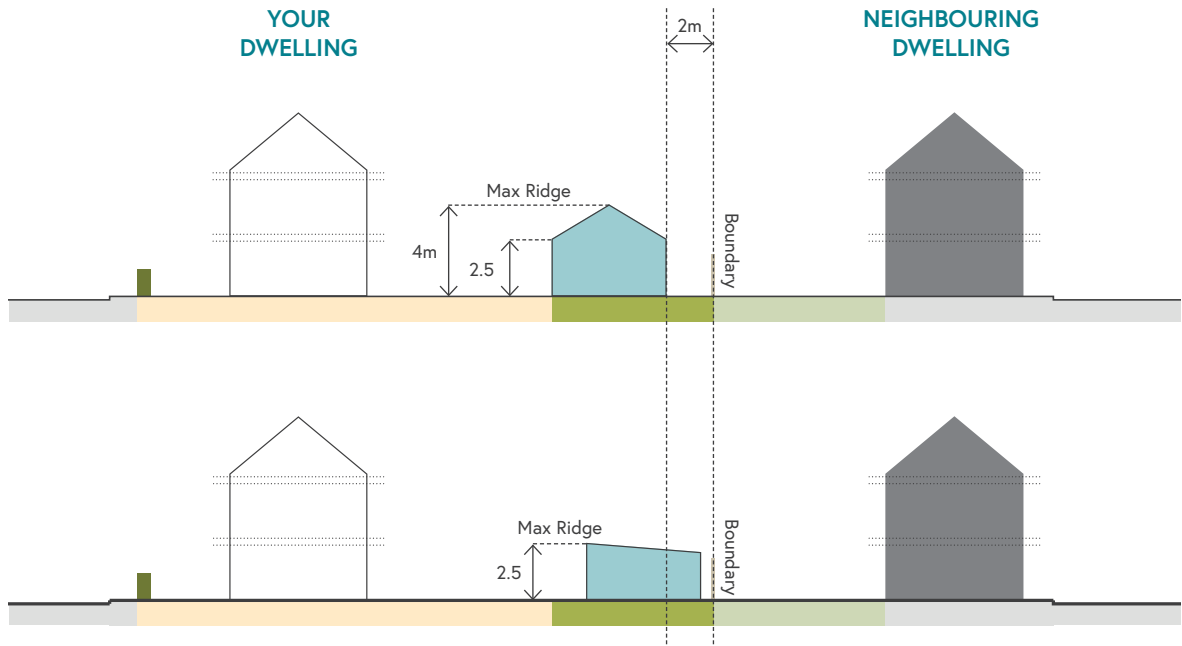 YOUR
DWELLING
2m
NEIGHBOURING
DWELLING
Max Ridge
4m
2.5
Boundary
Max Ridge
2.5
Boundary